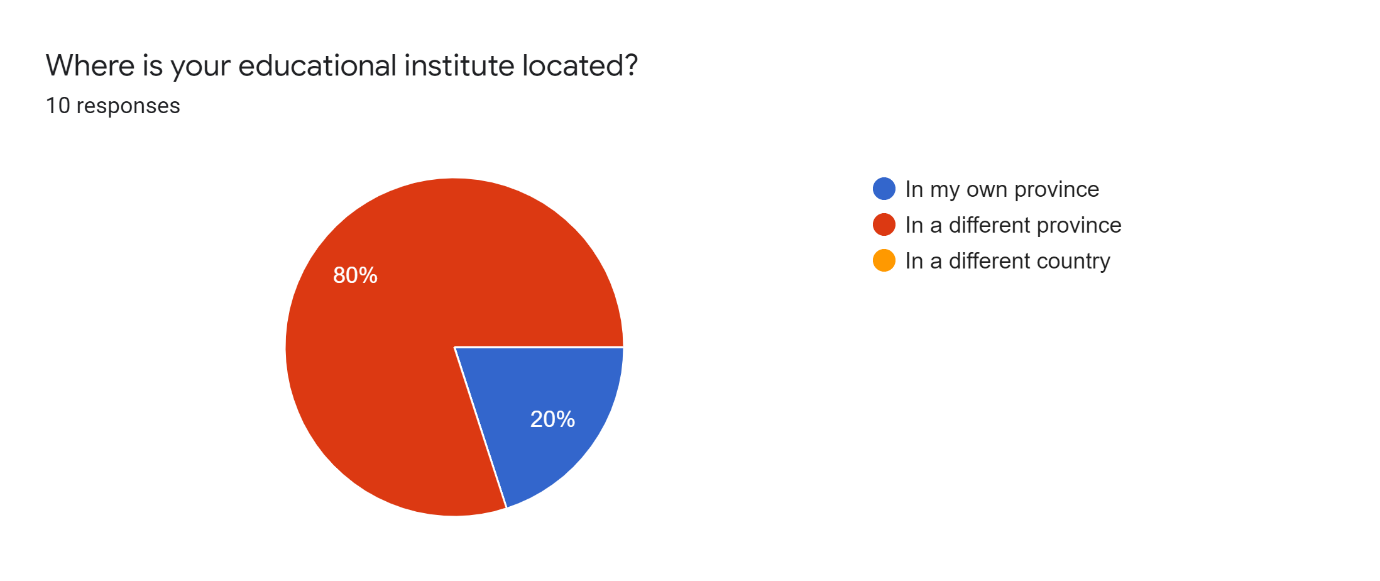 Where is your educational institute located?
10 responses
80%
20%
In my own province
In a different province
In a different country